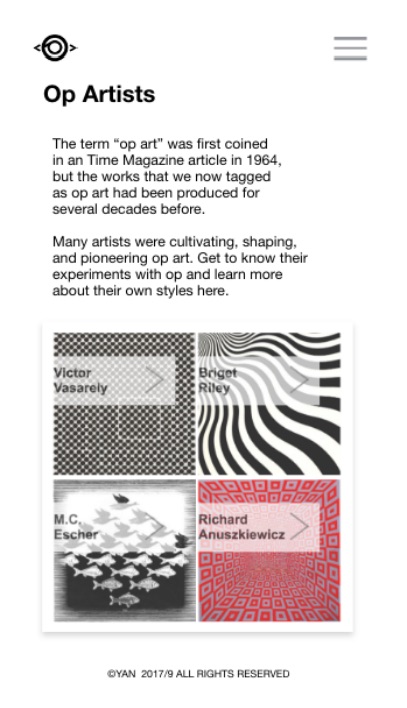 Op Artists
The term “op art” was first coined
in an Time Magazine article in 1964,
but the works that we now tagged
as op art had been produced for
several decades before.
Many artists were cultivating, shaping,
and pioneering op art. Get to know their
experiments with op and learn more
about their own styles here.
Victor
Vasarely
Briget
Riley
M.C.
Escher
Richard
Anuszkiewicz
©YAN 2017/9 ALL RIGHTS RESERVED